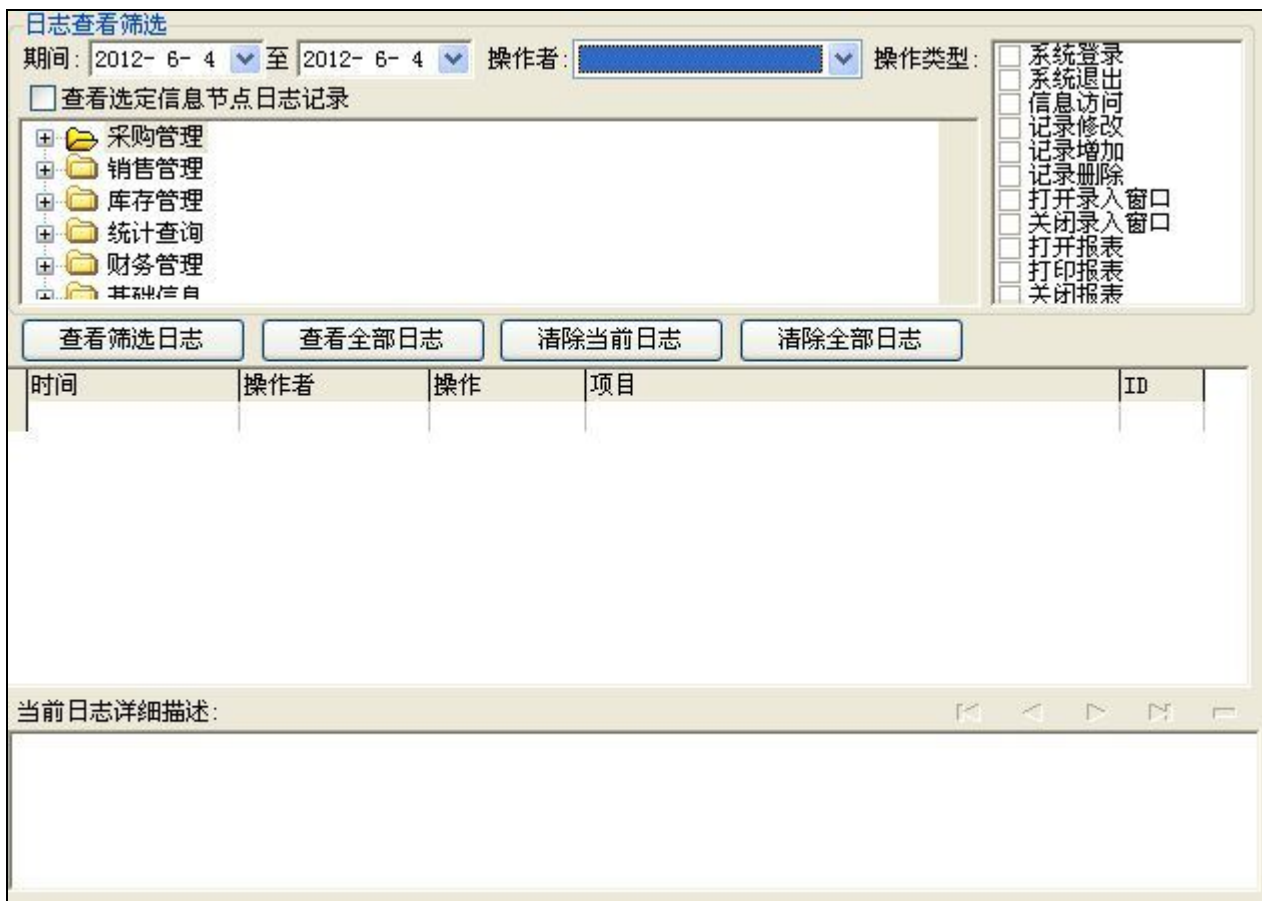 日志查看筛选
期间: 2012- 6- 4 至 2012- 6- 4 操作者: 操作类型:
系统登录
系统退出
信息访问
记录修改
记录增加
记录删除
打开录入窗口
关闭录入窗口
打开报表
打印报表
关闭报表
查看选定信息节点日志记录
采购管理
销售管理
库存管理
统计查询
财务管理
基础信息
查看筛选日志 查看全部日志 清除当前日志 清除全部日志
时间 操作者 操作 项目 ID
当前日志详细描述: